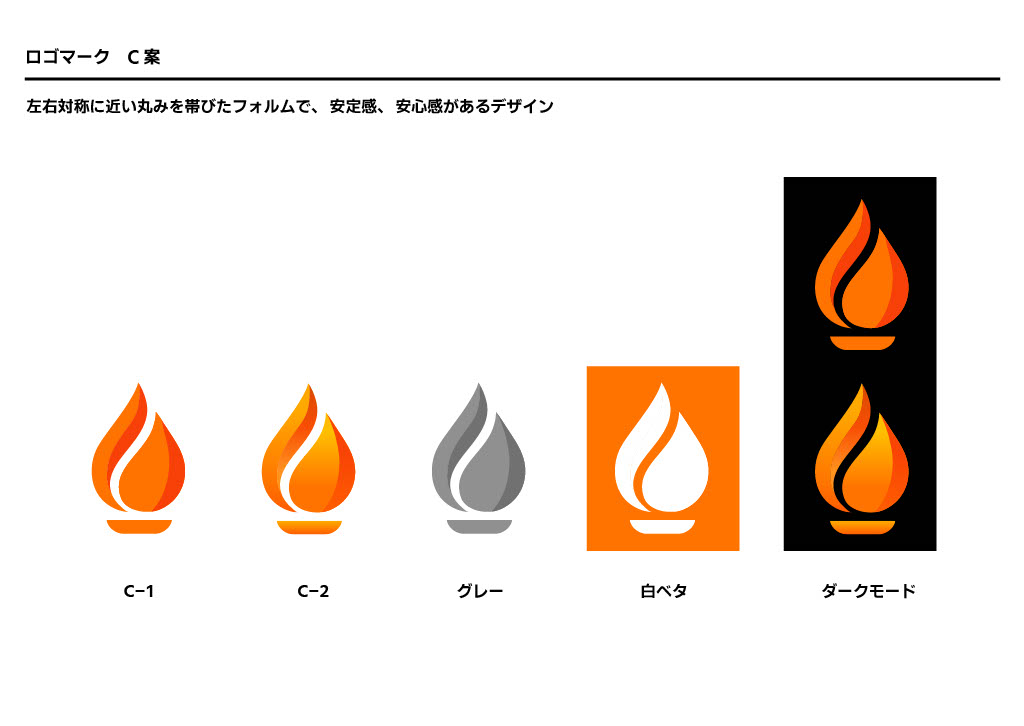 ロゴマーク　C 案
左右対称に近い丸みを帯びたフォルムで、安定感、安心感があるデザイン
C−1
C−2
グレー
白ベタ
ダークモード